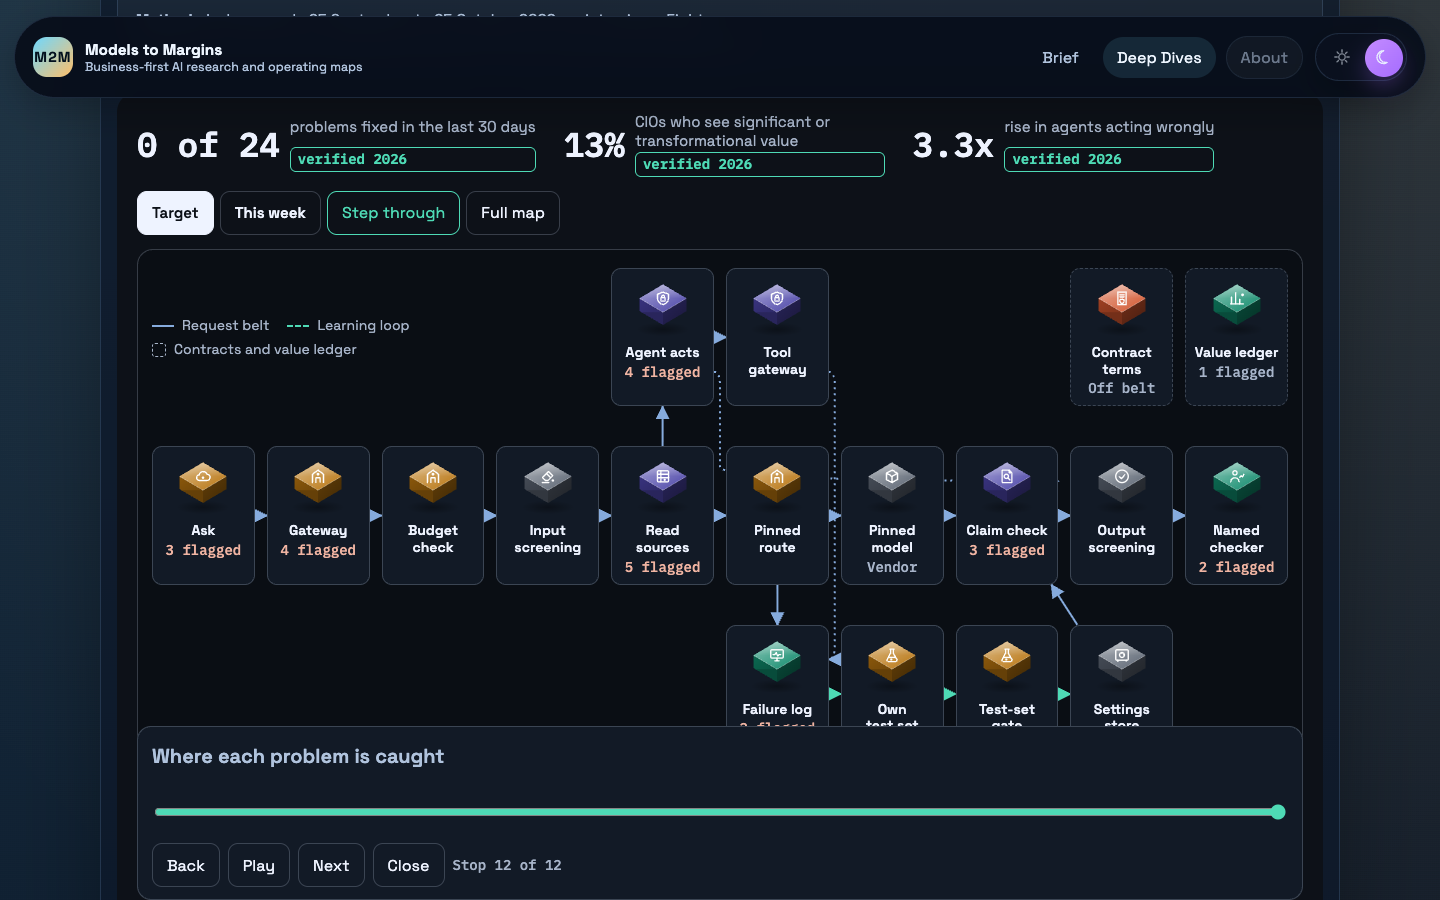 M2M
Models to Margins
Business-first AI research and operating maps
Brief
Deep Dives
About
0 of 24
problems fixed in the last 30 days
verified 2026
13%
CIOs who see significant or
transformational value
verified 2026
3.3x
rise in agents acting wrongly
verified 2026
Target
This week
Step through
Full map
Request belt
Learning loop
Contracts and value ledger
Agent acts
4 flagged
Tool
gateway
Contract
terms
Off belt
Value ledger
1 flagged
Ask
3 flagged
Gateway
4 flagged
Budget
check
Input
screening
Read
sources
5 flagged
Pinned
route
Pinned
model
Vendor
Claim check
3 flagged
Output
screening
Named
checker
2 flagged
Failure log
Own
test set
Test-set
gate
Settings
store
Where each problem is caught
Back
Play
Next
Close
Stop 12 of 12